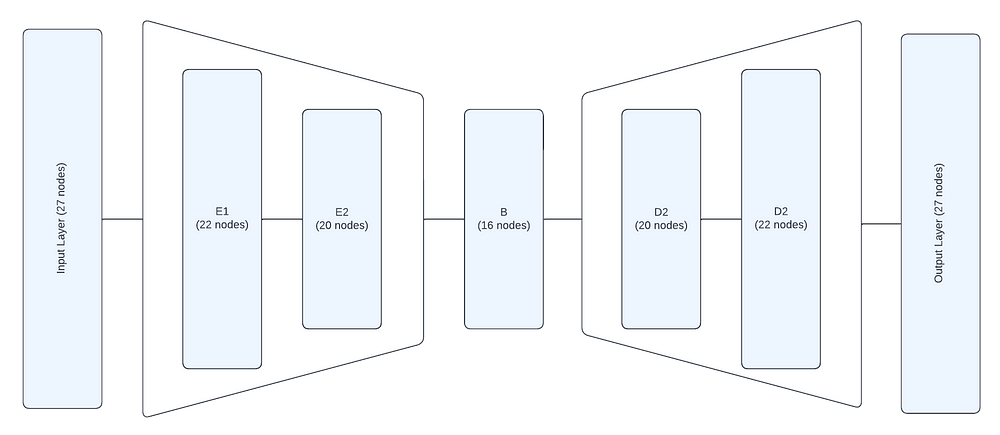 Input Layer (27 nodes)
E1
(22 nodes)
E2
(20 nodes)
B
(16 nodes)
D2
(20 nodes)
D2
(22 nodes)
Output Layer (27 nodes)